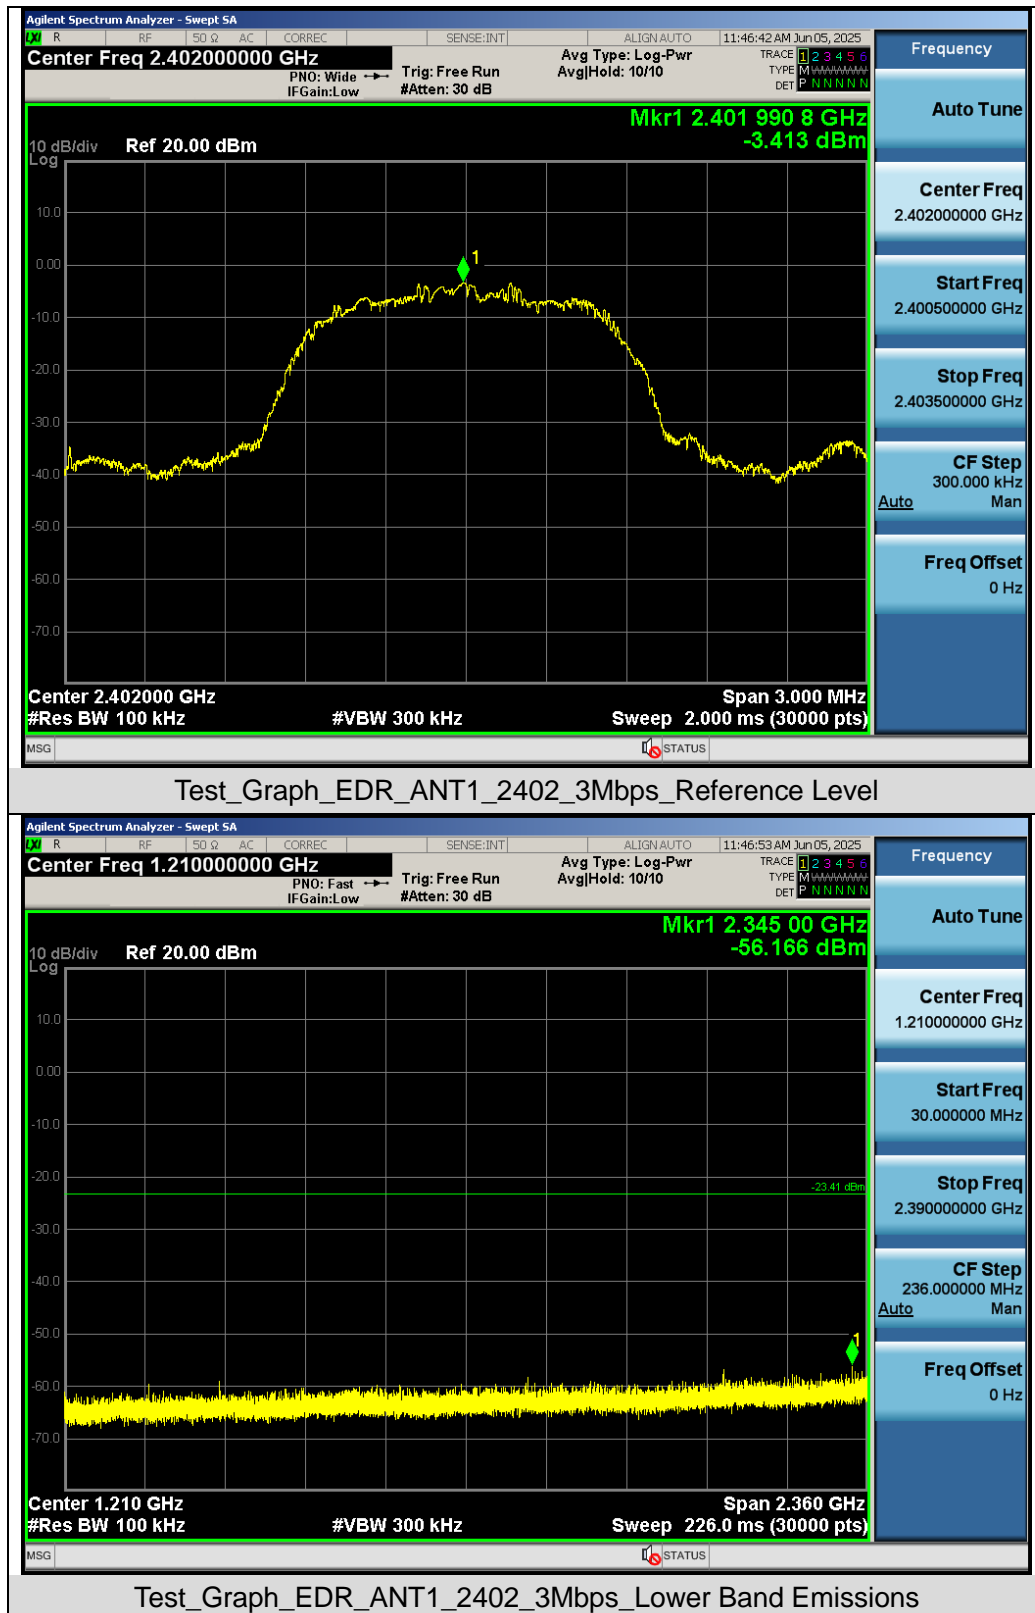 Agilent Spectrum Analyzer - Swept SA
LXI R RF 50 Ω AC CORREC SENSE:INT ALIGN AUTO 11:46:42 AM Jun 05, 2025
Center Freq 2.402000000 GHz
PNO: Wide
IFGain:Low
Trig: Free Run
#Atten: 30 dB
Avg Type: Log-Pwr
Avg|Hold: 10/10
TRACE 1 2 3 4 5 6
TYPE M WWWWW
DET P N N N N N
Frequency
Mkr1 2.401 990 8 GHz
-3.413 dBm
10 dB/div Ref 20.00 dBm
Log
10.0
0.00
-10.0
-20.0
-30.0
-40.0
-50.0
-60.0
-70.0
1
Center 2.402000 GHz
Span 3.000 MHz
#Res BW 100 kHz
#VBW 300 kHz
Sweep 2.000 ms (30000 pts)
MSG
STATUS
Auto Tune
Center Freq
2.402000000 GHz
Start Freq
2.400500000 GHz
Stop Freq
2.403500000 GHz
CF Step
300.000 kHz
Auto Man
Freq Offset
0 Hz
Test_Graph_EDR_ANT1_2402_3Mbps_Reference Level
Agilent Spectrum Analyzer - Swept SA
LXI R RF 50 Ω AC CORREC SENSE:INT ALIGN AUTO 11:46:53 AM Jun 05, 2025
Center Freq 1.210000000 GHz
PNO: Fast
IFGain:Low
Trig: Free Run
#Atten: 30 dB
Avg Type: Log-Pwr
Avg|Hold: 10/10
TRACE 1 2 3 4 5 6
TYPE M WWWWW
DET P N N N N N
Frequency
Mkr1 2.345 00 GHz
-56.166 dBm
10 dB/div Ref 20.00 dBm
Log
10.0
0.00
-10.0
-20.0
-30.0
-40.0
-50.0
-60.0
-70.0
-23.41 dBm
1
Center 1.210 GHz
Span 2.360 GHz
#Res BW 100 kHz
#VBW 300 kHz
Sweep 226.0 ms (30000 pts)
MSG
STATUS
Auto Tune
Center Freq
1.210000000 GHz
Start Freq
30.000000 MHz
Stop Freq
2.390000000 GHz
CF Step
236.000000 MHz
Auto Man
Freq Offset
0 Hz
Test_Graph_EDR_ANT1_2402_3Mbps_Lower Band Emissions